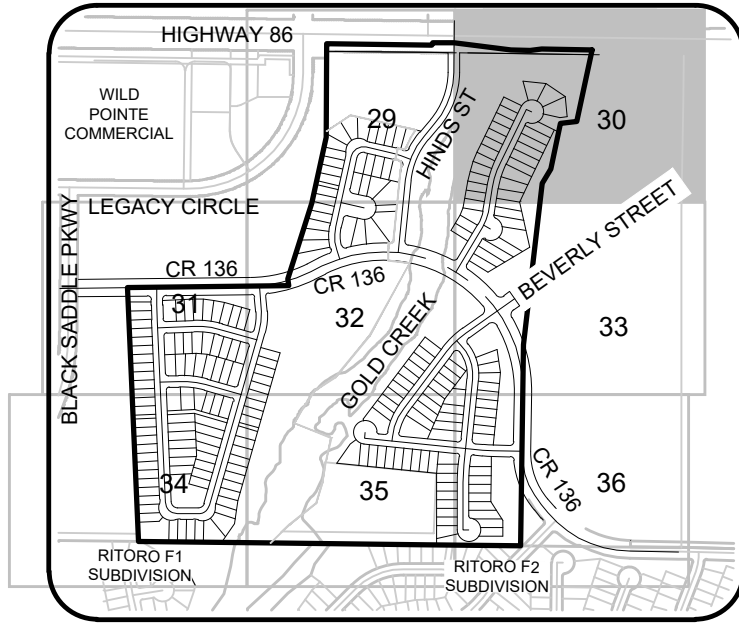 HIGHWAY 86
WILD
POINTE
COMMERCIAL
29
30
HINDS ST
LEGACY CIRCLE
BLACK SADDLE PKWY
BEVERLY STREET
CR 136
CR 136
31
32
33
GOLD CREEK
34
35
36
CR 136
RITORO F1
SUBDIVISION
RITORO F2
SUBDIVISION